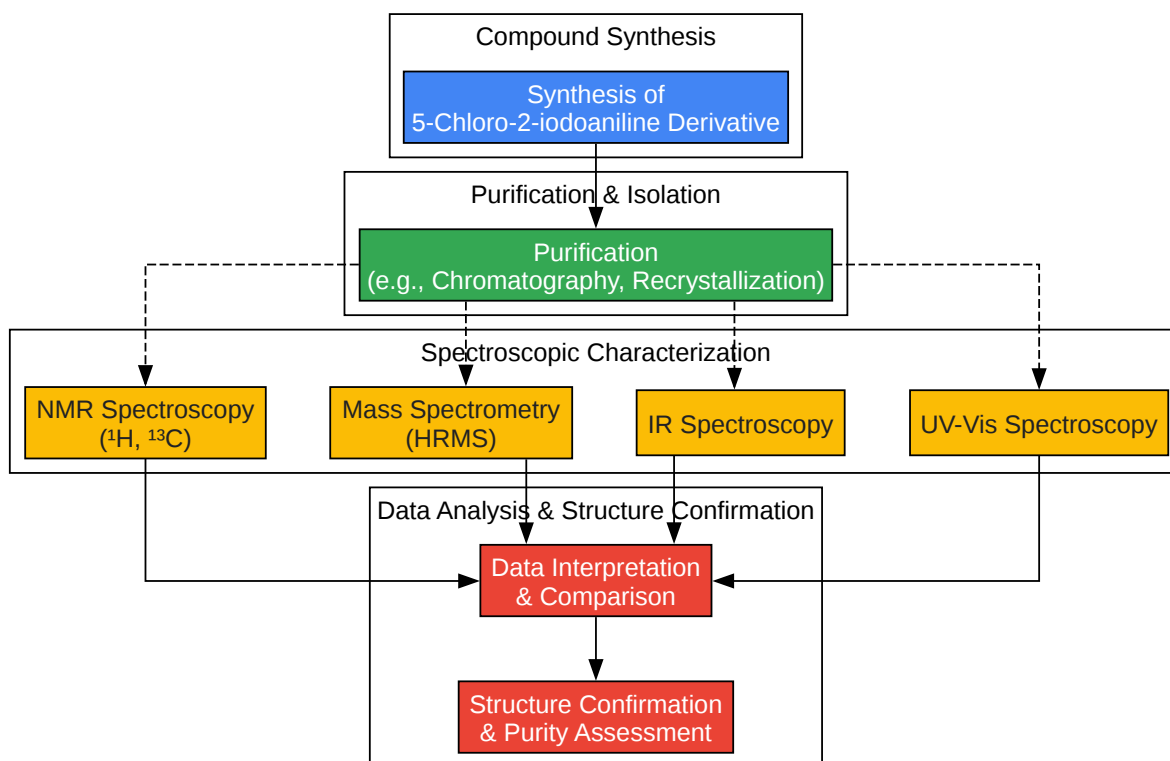 Compound Synthesis
Synthesis of
5-Chloro-2-iodoaniline Derivative
Purification & Isolation
Purification
(e.g., Chromatography, Recrystallization)
Spectroscopic Characterization
NMR Spectroscopy
(¹H, ¹³C)
Mass Spectrometry
(HRMS)
IR Spectroscopy
UV-Vis Spectroscopy
Data Analysis & Structure Confirmation
Data Interpretation
& Comparison
Structure Confirmation
& Purity Assessment